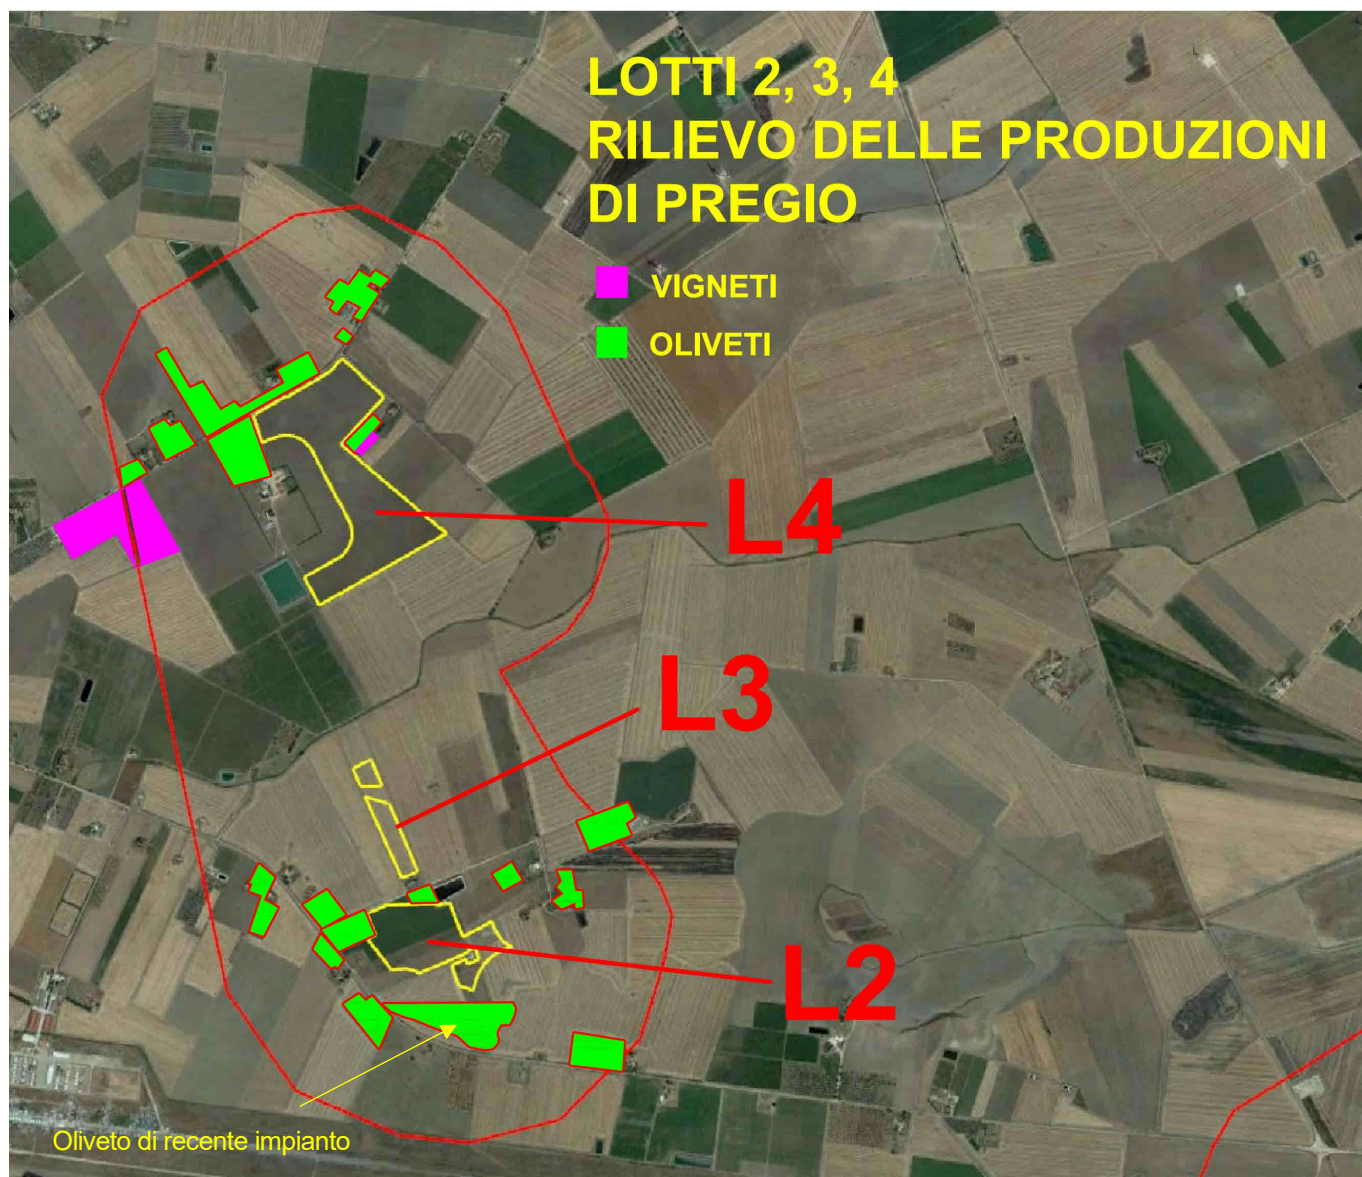 LOTTI 2, 3, 4
RILIEVO DELLE PRODUZIONI
DI PREGIO
VIGNETI
OLIVETI
L4
L3
L2
Oliveto di recente impianto